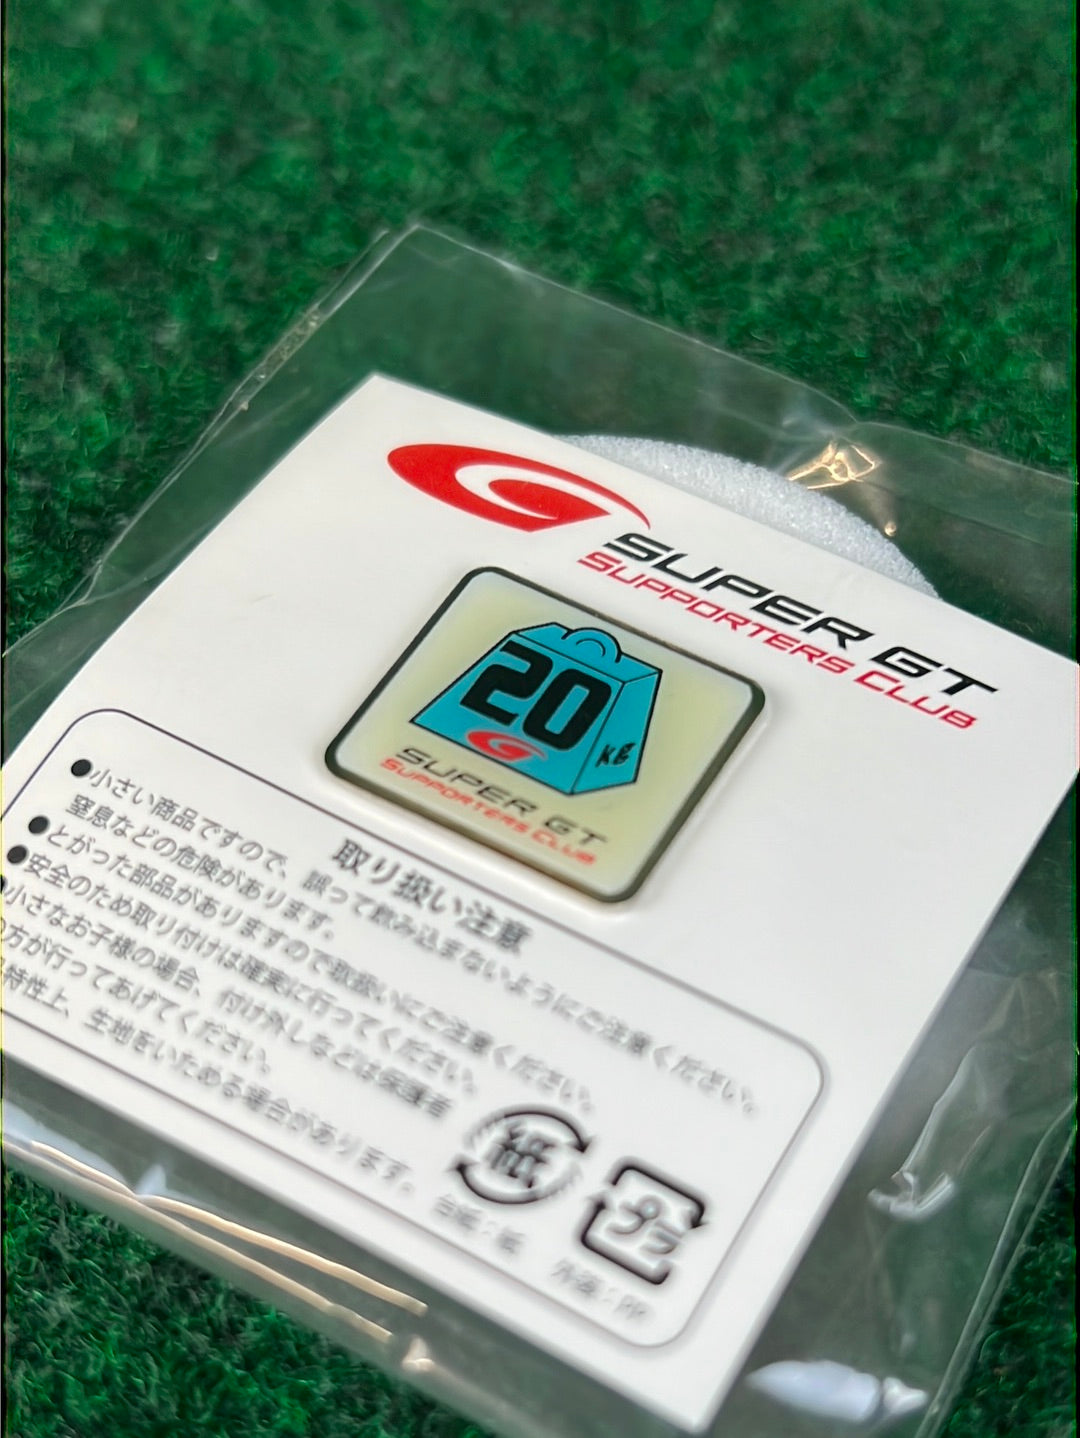 SUPER GT
SUPPORTERS CLUB
20
KG
SUPER GT
SUPPORTERS CLUB
取り扱い注意
●小さい商品ですので、誤って飲み込まないようにご注意ください。
窒息などの危険があります。
●とがった部品がありますので取扱いにご注意ください。
●安全のため取り付けは確実に行ってください。
●小さなお子様の場合、付け外しなどは保護者
の方が行ってあげてください。
特性上、生地をいためる場合があります。
紙
プラ
台紙：紙 外袋：PP